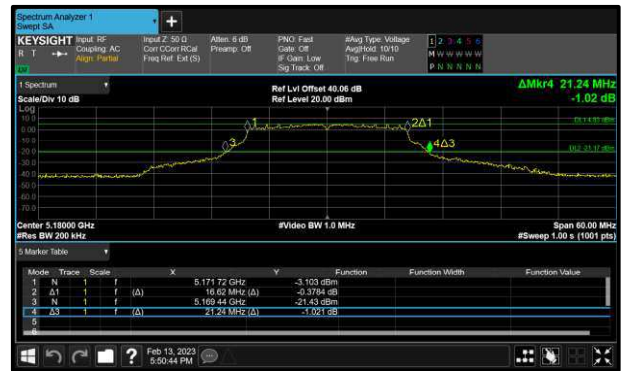 Spectrum Analyzer 1
Swept SA
KEYSIGHT Input: RF Input Z: 50 Ω Atten: 6 dB PNO: Fast #Avg Type: Voltage 1 2 3 4 5 6
R T Coupling: AC Corr CCorr RCal Preamp: Off Gate: Off Avg|Hold: 10/10 M W W W W W
Align: Partial Freq Ref: Ext (S) IF Gain: Low Trig: Free Run
Sig Track: Off P N N N N N
1 Spectrum
Ref Lvl Offset 40.06 dB ΔMkr4 21.24 MHz
Scale/Div 10 dB Ref Level 20.00 dBm -1.02 dB
Log
10.0
0.00
-10.0
-20.0
-30.0
-40.0
-50.0
-60.0
-70.0
1 2Δ1
3 4Δ3
DL2 -21.17 dBm
Center 5.18000 GHz #Video BW 1.0 MHz Span 60.00 MHz
#Res BW 200 kHz #Sweep 1.00 s (1001 pts)
5 Marker Table
Mode Trace Scale X Y Function Function Width Function Value
1 N 1 f 5.171 72 GHz -3.103 dBm
2 Δ1 1 f (Δ) 16.62 MHz (Δ) -0.3784 dB
3 N 1 f 5.169 44 GHz -21.43 dBm
4 Δ3 1 f (Δ) 21.24 MHz (Δ) -1.021 dB
5
6
? Feb 13, 2023
5:50:44 PM